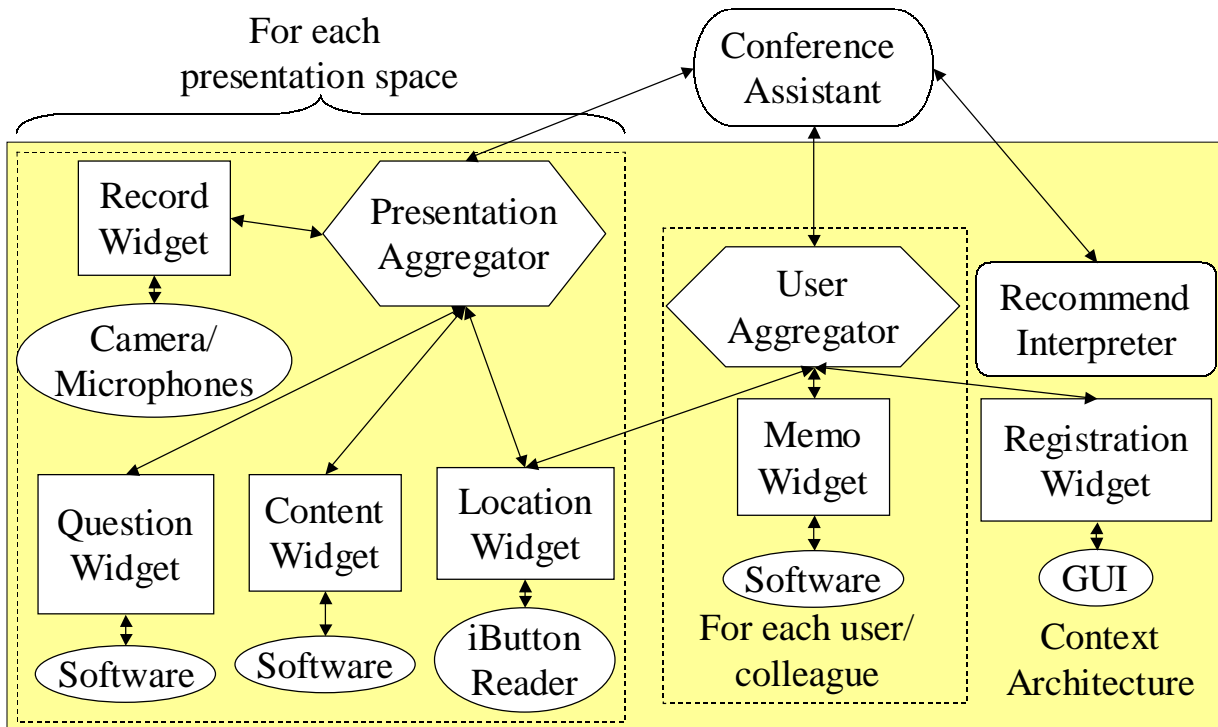 For each
presentation space
Conference
Assistant
Record
Widget
Presentation
Aggregator
Camera/
Microphones
User
Aggregator
Recommend
Interpreter
Question
Widget
Content
Widget
Location
Widget
Memo
Widget
Registration
Widget
Software
Software
iButton
Reader
Software
GUI
For each user/
colleague
Context
Architecture